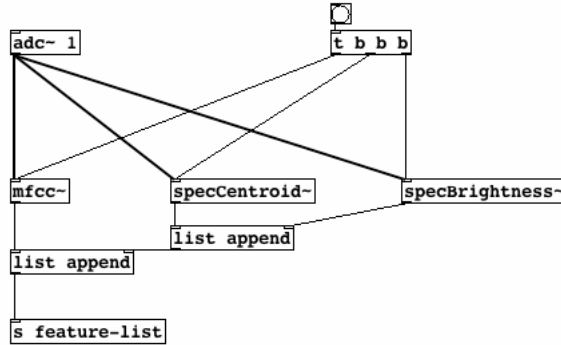 adc~ 1
t b b b
mfcc~
specCentroid~
specBrightness~
list append
list append
s feature-list